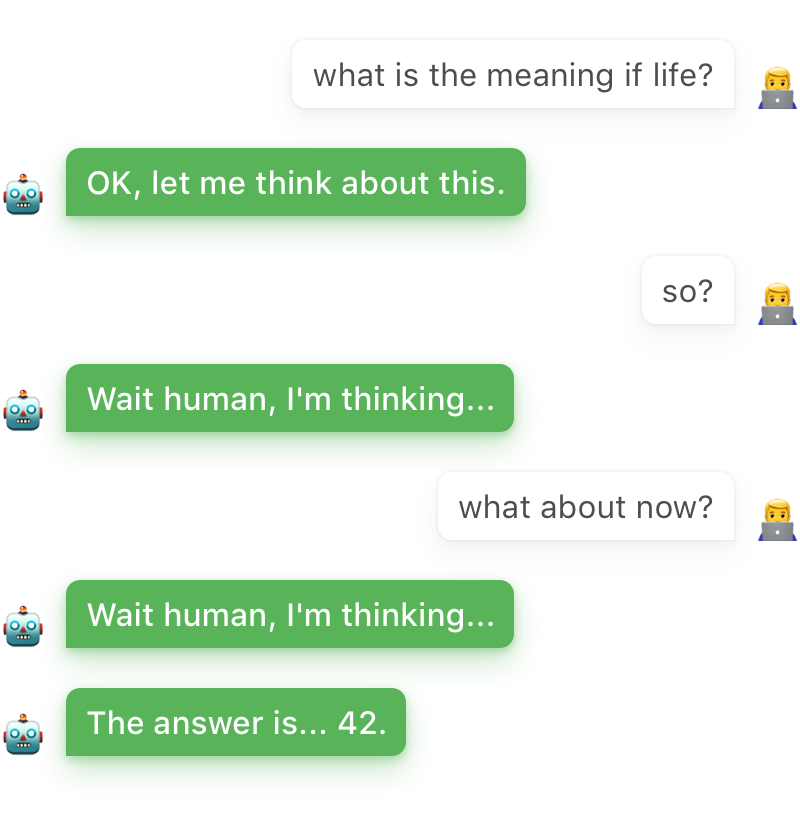 what is the meaning if life?
OK, let me think about this.
so?
Wait human, I'm thinking...
what about now?
Wait human, I'm thinking...
The answer is... 42.